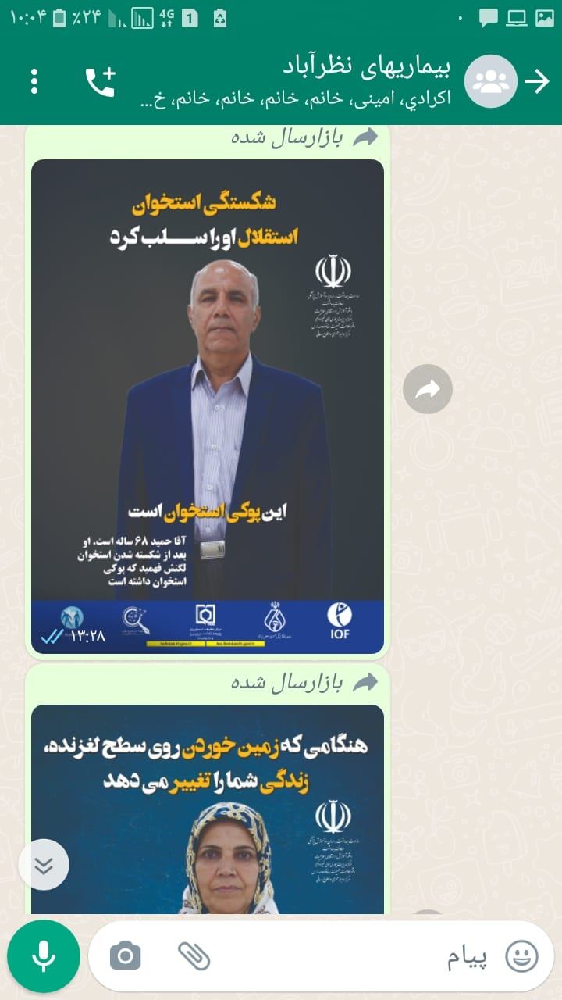 ۱۰:۰۴
٪۲۴
4G
1
بیماریهای نظرآباد
اکرادي، امینی، خانم، خانم، خانم، خانم، خ...
بازارسال شده
شکستگی استخوان
استقلال او را سلب کرد
این پوکی استخوان است
آقا حمید ۶۸ ساله است. او
بعد از شکسته شدن استخوان
لگنش فهمید که پوکی
استخوان داشته است
IOF
۱۳:۲۸
بازارسال شده
هنگامی که زمین خوردن روی سطح لغزنده،
زندگی شما را تغییر می دهد
پیام